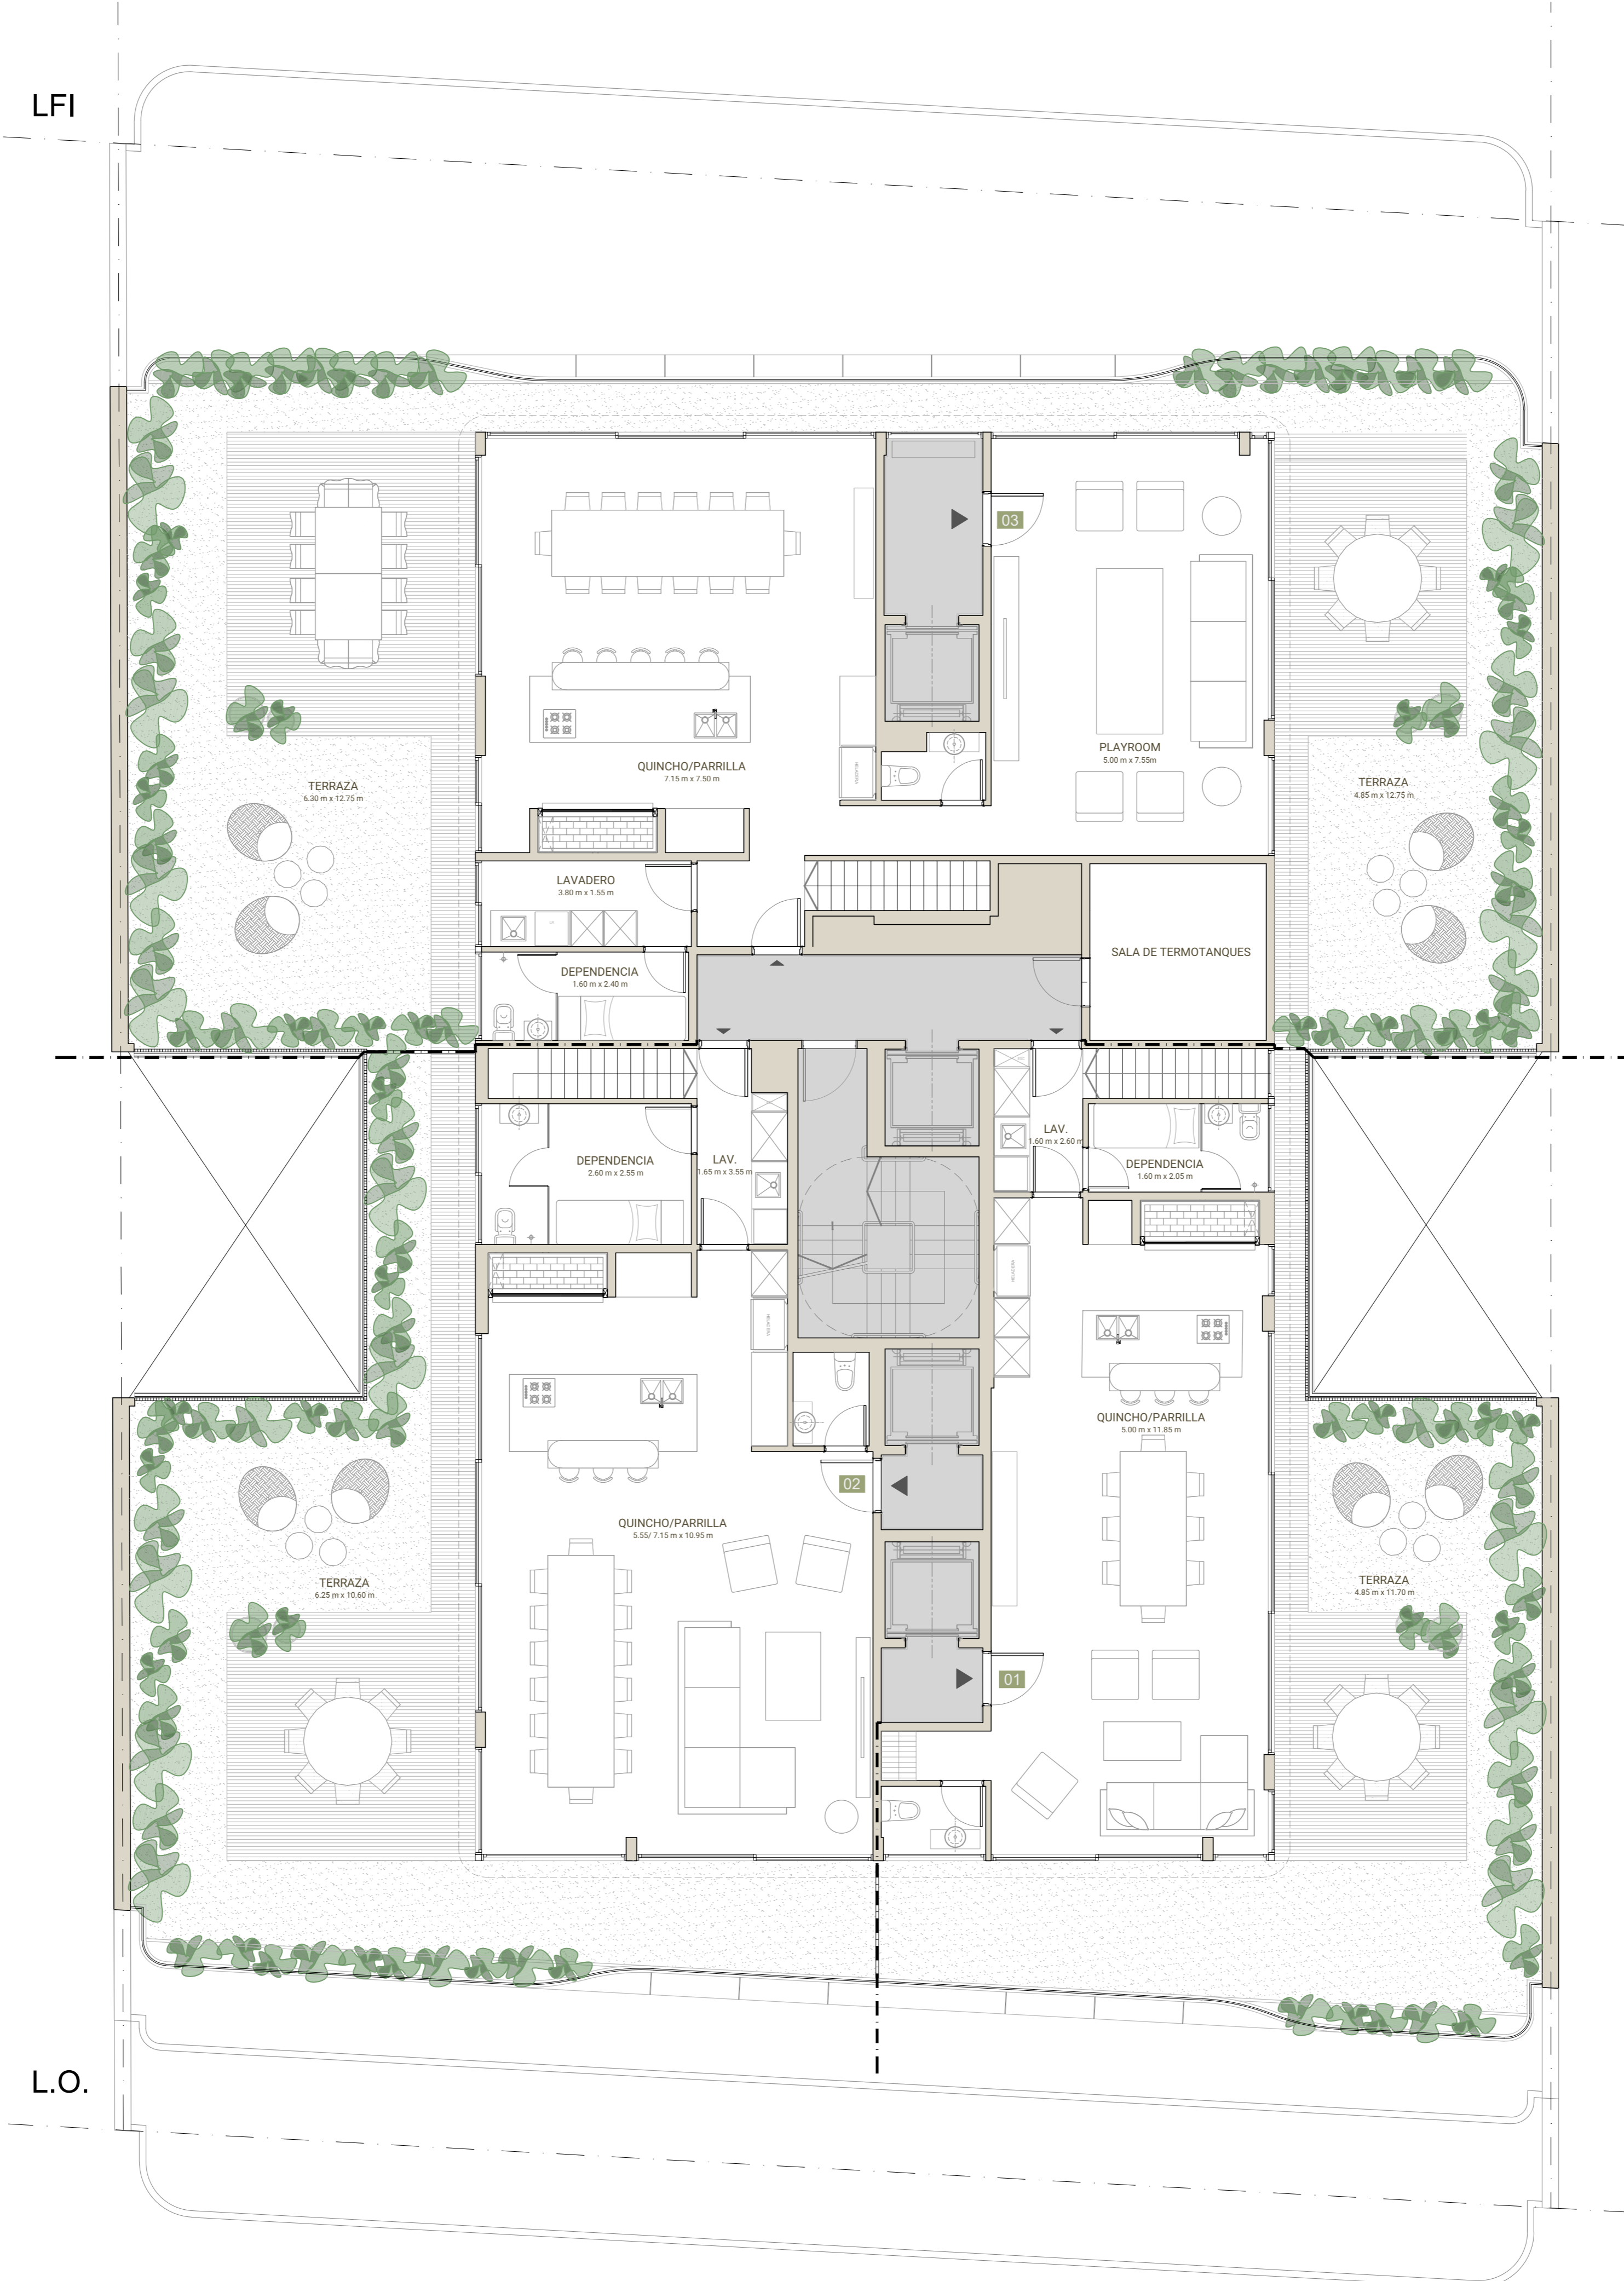 LFI
03
PLAYROOM
5.00 m x 7.55m
QUINCHO/PARRILLA
7.15 m x 7.50 m
HELADERA
TERRAZA
6.30 m x 12.75 m
TERRAZA
4.85 m x 12.75 m
LAVADERO
3.80 m x 1.55 m
SALA DE TERMOTANQUES
DEPENDENCIA
1.60 m x 2.40 m
LAV.
1.60 m x 2.60 m
DEPENDENCIA
2.60 m x 2.55 m
LAV.
1.65 m x 3.55 m
DEPENDENCIA
1.60 m x 2.05 m
HELADERA
HELADERA
QUINCHO/PARRILLA
5.00 m x 11.85 m
02
QUINCHO/PARRILLA
5.55/ 7.15 m x 10.95 m
TERRAZA
6.25 m x 10.60 m
TERRAZA
4.85 m x 11.70 m
01
L.O.